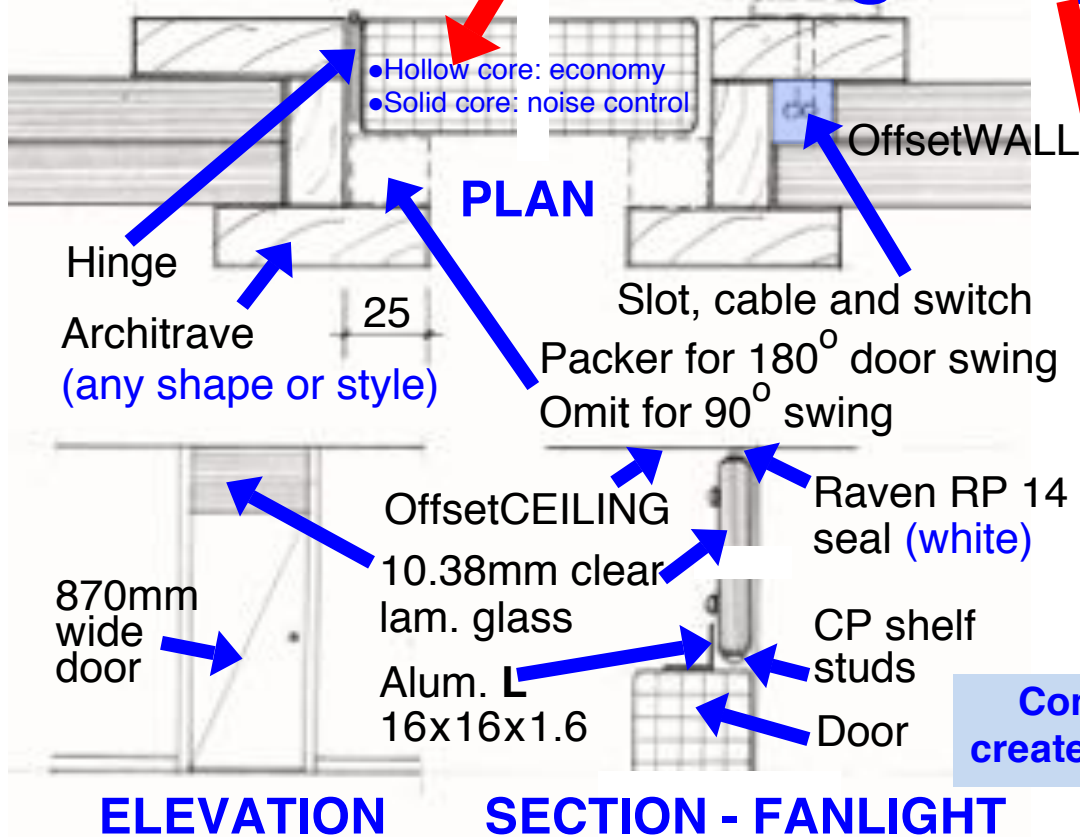 ●Hollow core: economy
●Solid core: noise control
OffsetWALL
PLAN
Hinge
Slot, cable and switch
Architrave
(any shape or style)
25
Packer for 180° door swing
Omit for 90° swing
OffsetCEILING
Raven RP 14
seal (white)
10.38mm clear
lam. glass
870mm
wide
door
CP shelf
studs
Alum. L
16x16x1.6
Door
ELEVATION
SECTION - FANLIGHT